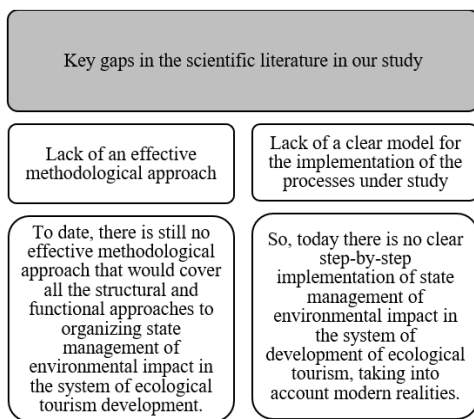 Key gaps in the scientific literature in our study
Lack of an effective
methodological approach
Lack of a clear model for
the implementation of the
processes under study
To date, there is still no
effective methodological
approach that would cover
all the structural and
functional approaches to
organizing state
management of
environmental impact in
the system of ecological
tourism development.
So, today there is no clear
step-by-step
implementation of state
management of
environmental impact in
the system of
development of ecological
tourism, taking into
account modern realities.